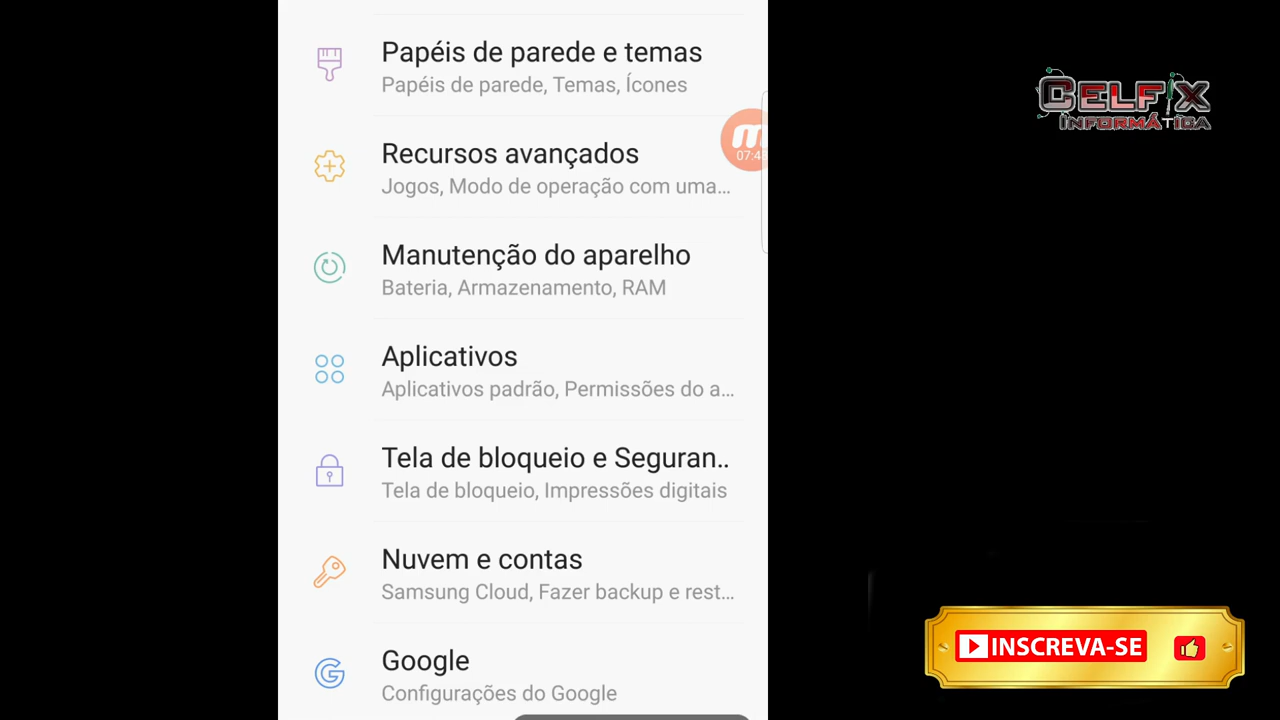 Papéis de parede e temas
Papéis de parede, Temas, Ícones
CELFIX
INFORMÁTICA
Recursos avançados
07:4
Jogos, Modo de operação com uma...
Manutenção do aparelho
Bateria, Armazenamento, RAM
Aplicativos
Aplicativos padrão, Permissões do a...
Tela de bloqueio e Seguran..
Tela de bloqueio, Impressões digitais
Nuvem e contas
Samsung Cloud, Fazer backup e rest...
INSCREVA-SE
Google
Configurações do Google